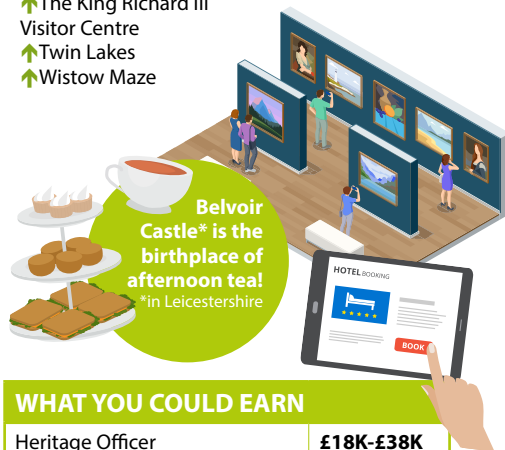 ↑The King Richard III
Visitor Centre
↑Twin Lakes
↑Wistow Maze
Belvoir
Castle* is the
birthplace of
afternoon tea!
*in Leicestershire
HOTEL BOOKING
BOOK
WHAT YOU COULD EARN
Heritage Officer £18K-£38K